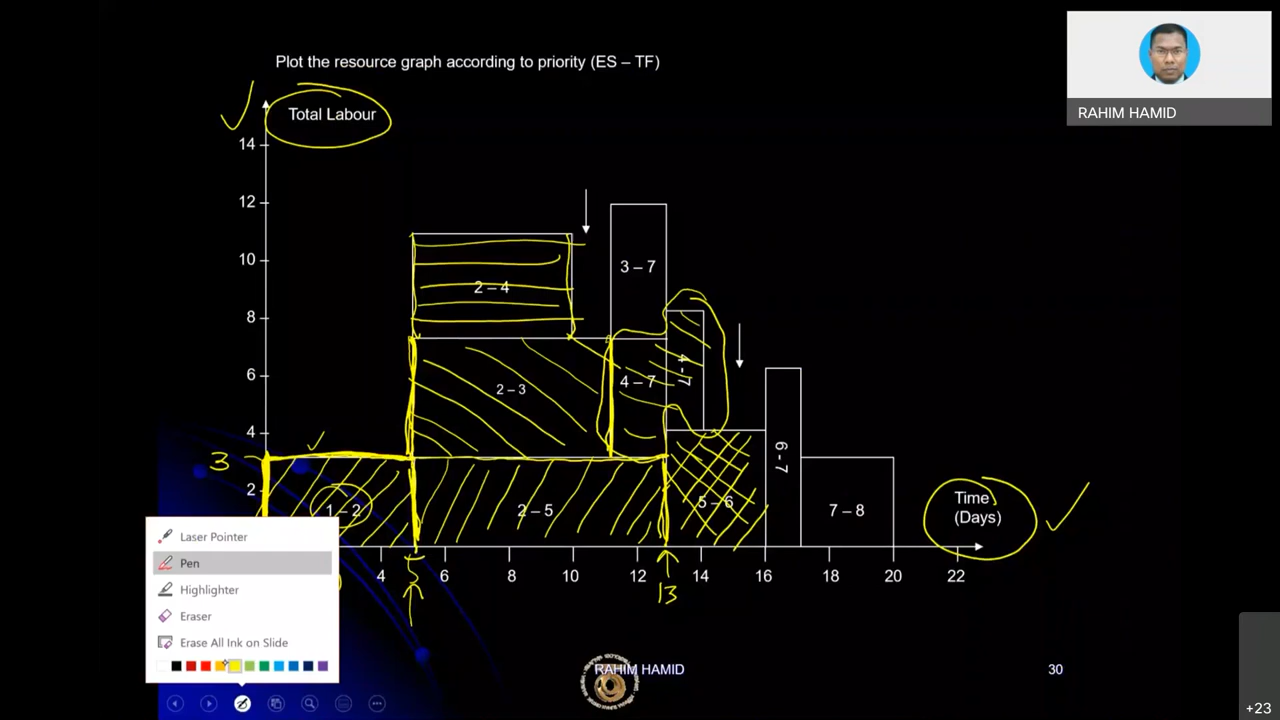 Plot the resource graph according to priority (ES – TF)
RAHIM HAMID
Total Labour
14
12
10
8
6
4
3
2
3 – 7
2 – 4
4 – 7
4 - 7
2 – 3
1 – 2
2 – 5
5 – 6
6 - 7
7 – 8
Time
(Days)
4 6 8 10 12 14 16 18 20 22
5
13
Laser Pointer
Pen
Highlighter
Eraser
Erase All Ink on Slide
RAHIM HAMID
30
+23